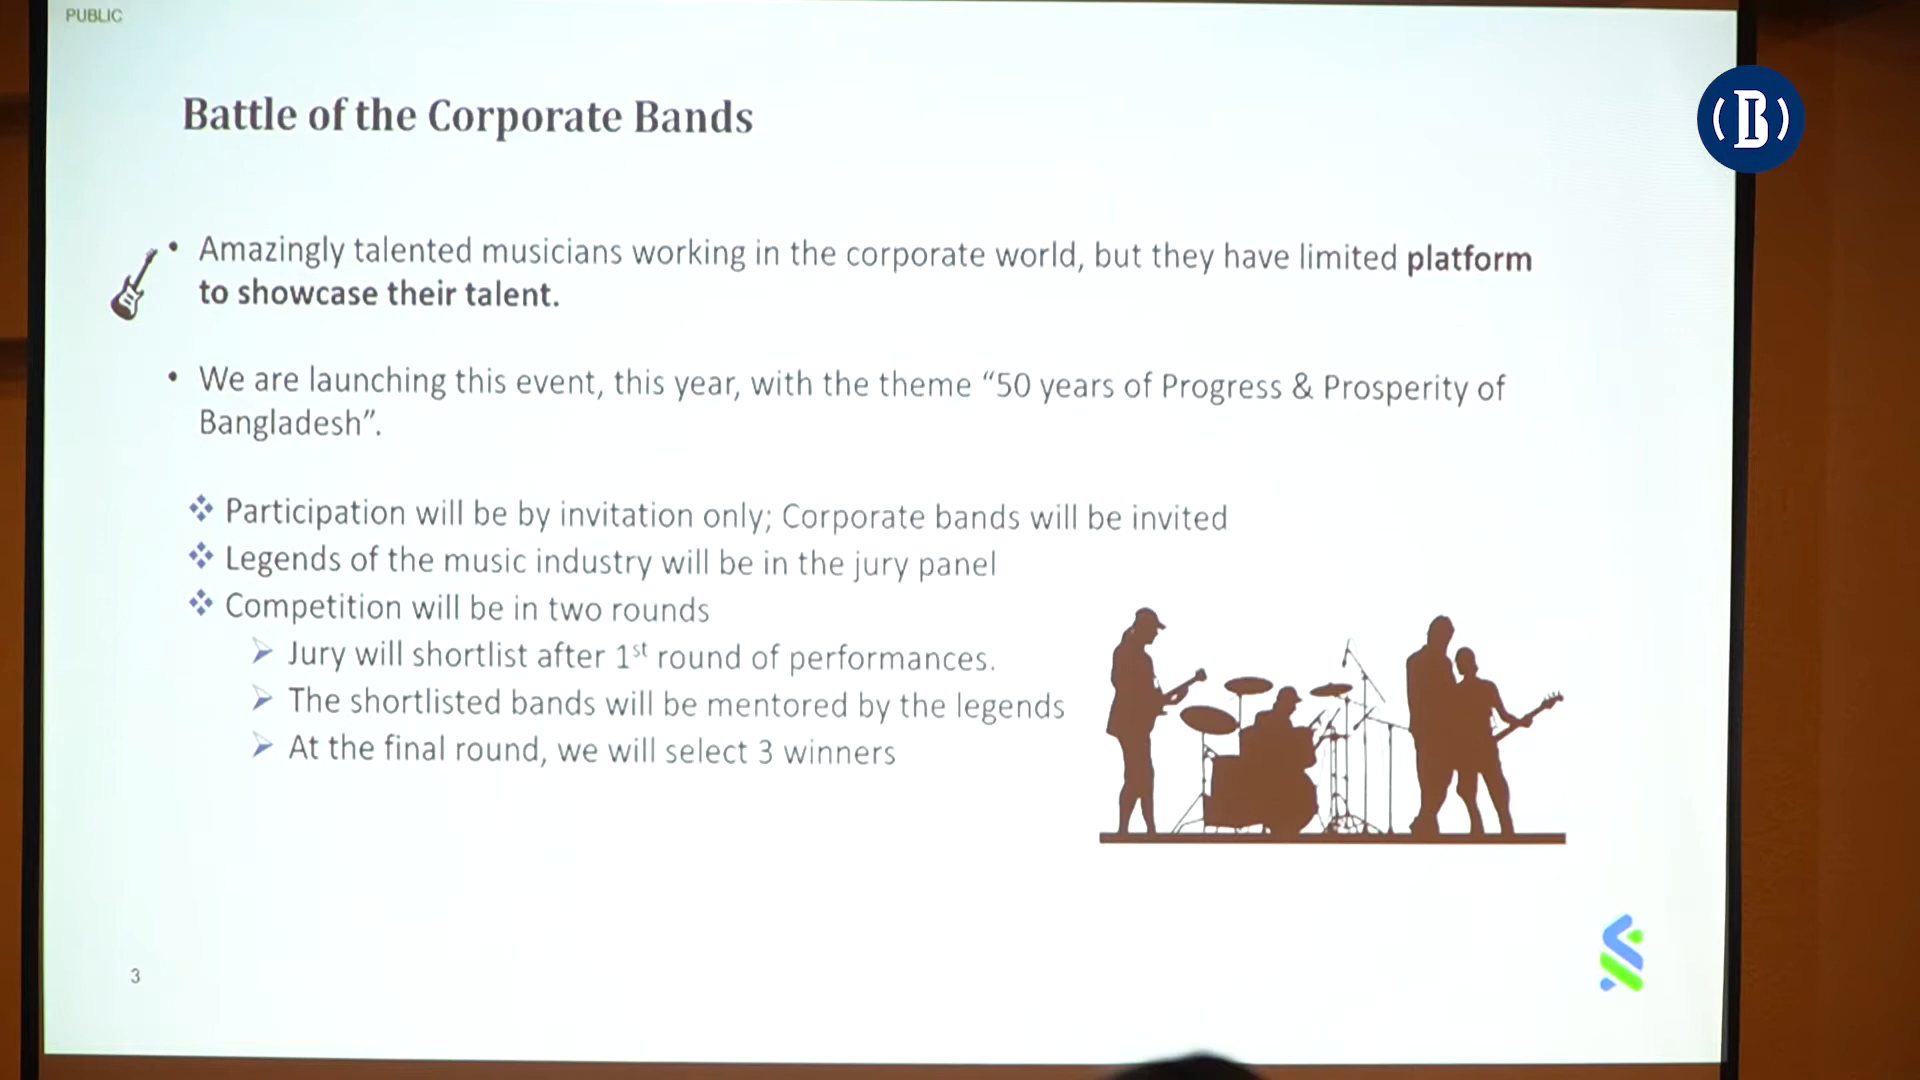 PUBLIC
Battle of the Corporate Bands
(B)
• Amazingly talented musicians working in the corporate world, but they have limited platform
to showcase their talent.
• We are launching this event, this year, with the theme “50 years of Progress & Prosperity of
Bangladesh”.
❖ Participation will be by invitation only; Corporate bands will be invited
❖ Legends of the music industry will be in the jury panel
❖ Competition will be in two rounds
➢ Jury will shortlist after 1st round of performances.
➢ The shortlisted bands will be mentored by the legends
➢ At the final round, we will select 3 winners
3